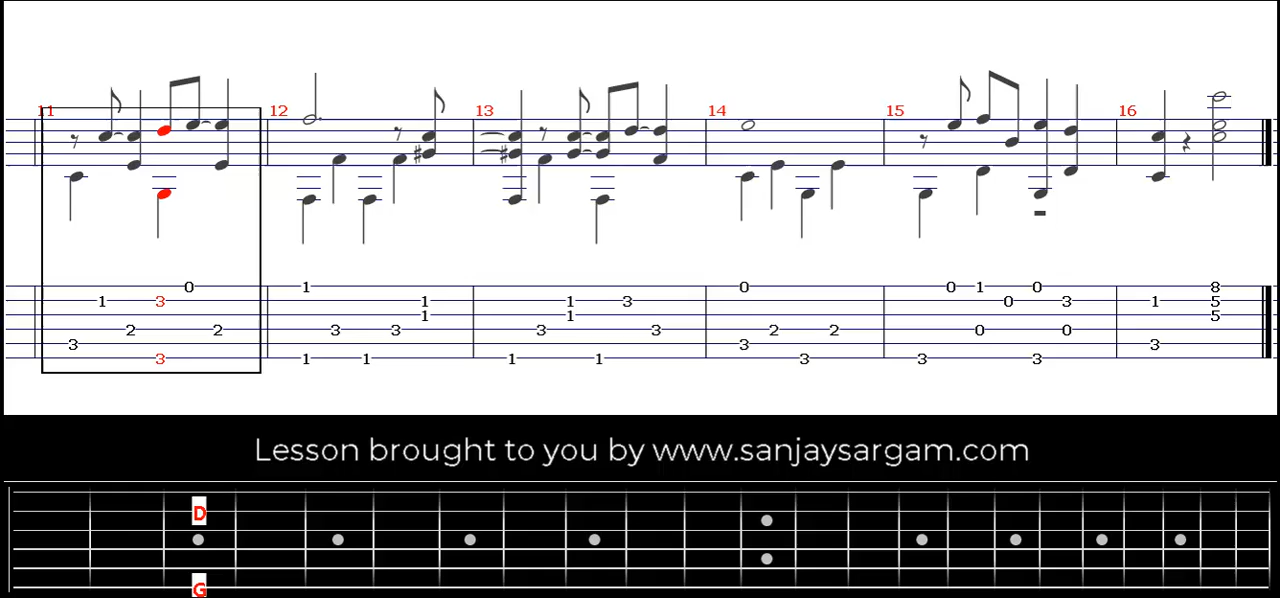 11 12 13 14 15 16
1 0 1 0 0 1 0 8
1 3 1 1 3 0 3 1 5
1 1 5
2 2 3 3 3 3 2 2 0 0
3 3 3
3 1 1 1 1 3 3 3
Lesson brought to you by www.sanjaysargam.com
D
G